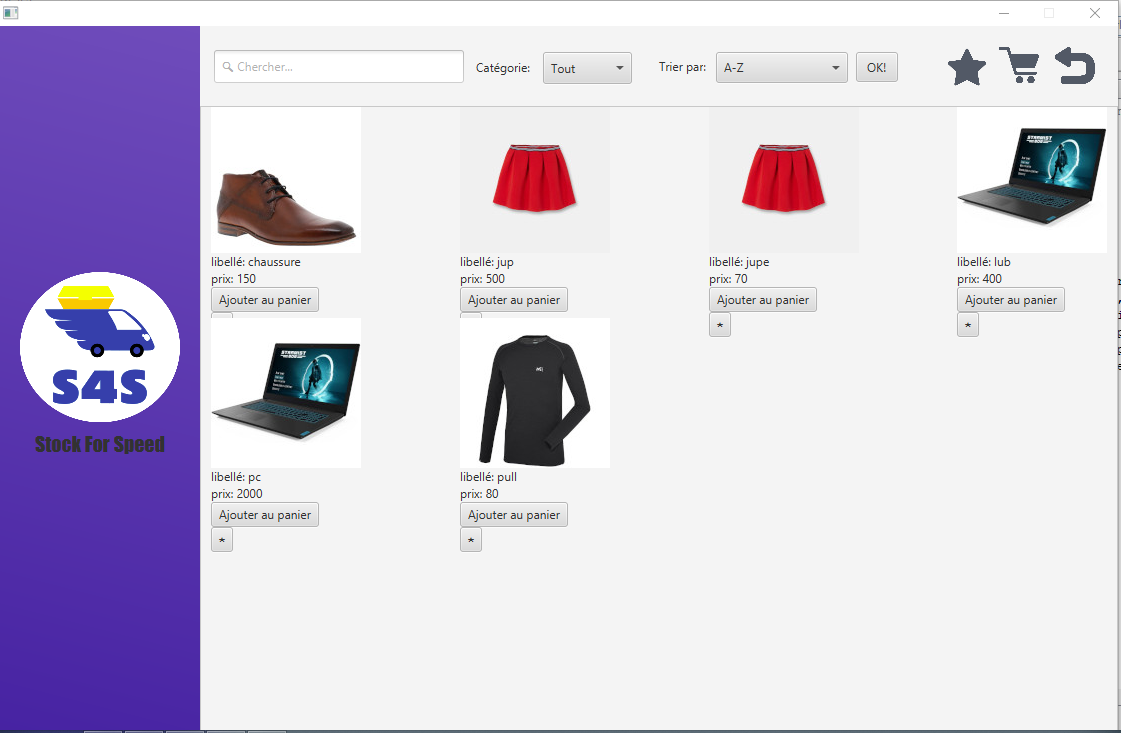 Chercher...
Catégorie:
Tout
Trier par:
A-Z
OK!
S4S
Stock For Speed
libellé: chaussure
prix: 150
Ajouter au panier
libellé: jup
prix: 500
Ajouter au panier
libellé: jupe
prix: 70
Ajouter au panier
*
libellé: lub
prix: 400
Ajouter au panier
*
libellé: pc
prix: 2000
Ajouter au panier
*
libellé: pull
prix: 80
Ajouter au panier
*